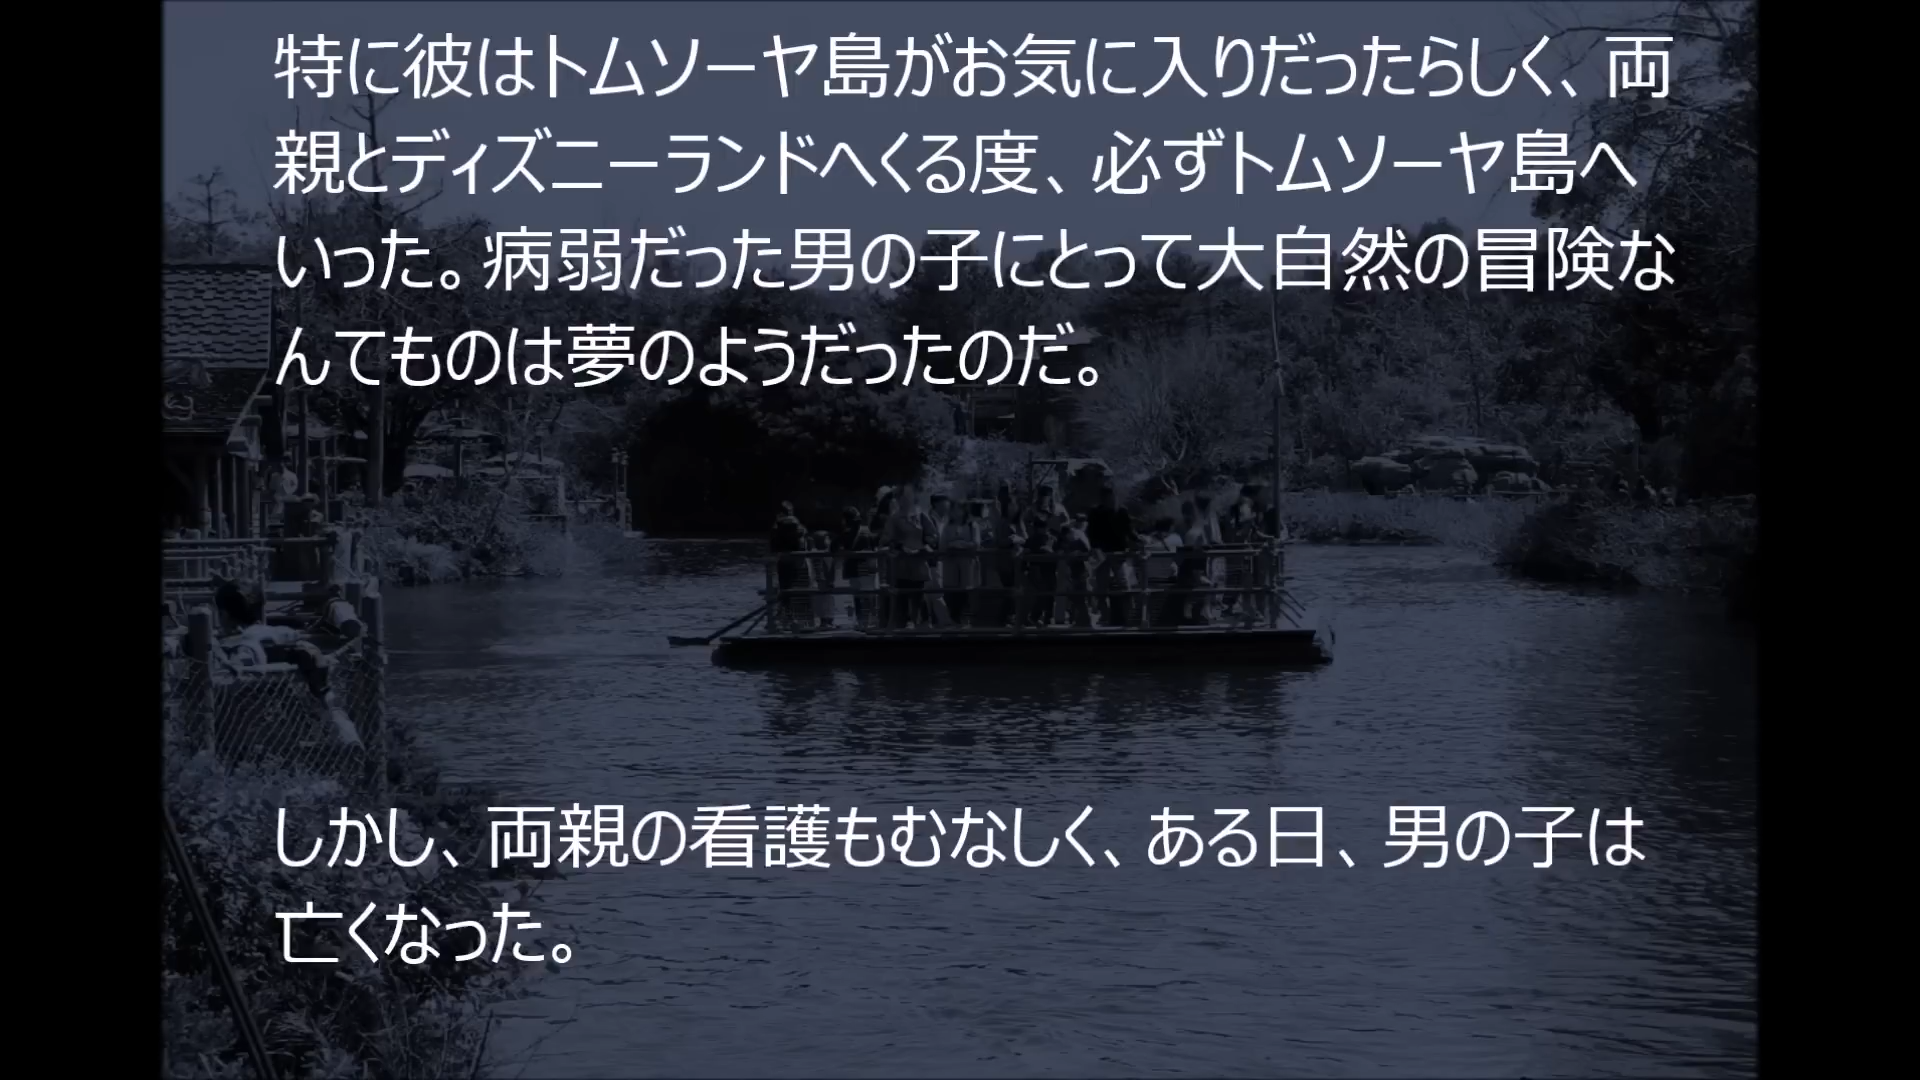 特に彼はトムソーヤ島がお気に入りだったらしく、両
親とディズニーランドへくる度、必ずトムソーヤ島へ
いった。病弱だった男の子にとって大自然の冒険な
んてものは夢のようだったのだ。
しかし、両親の看護もむなしく、ある日、男の子は
亡くなった。